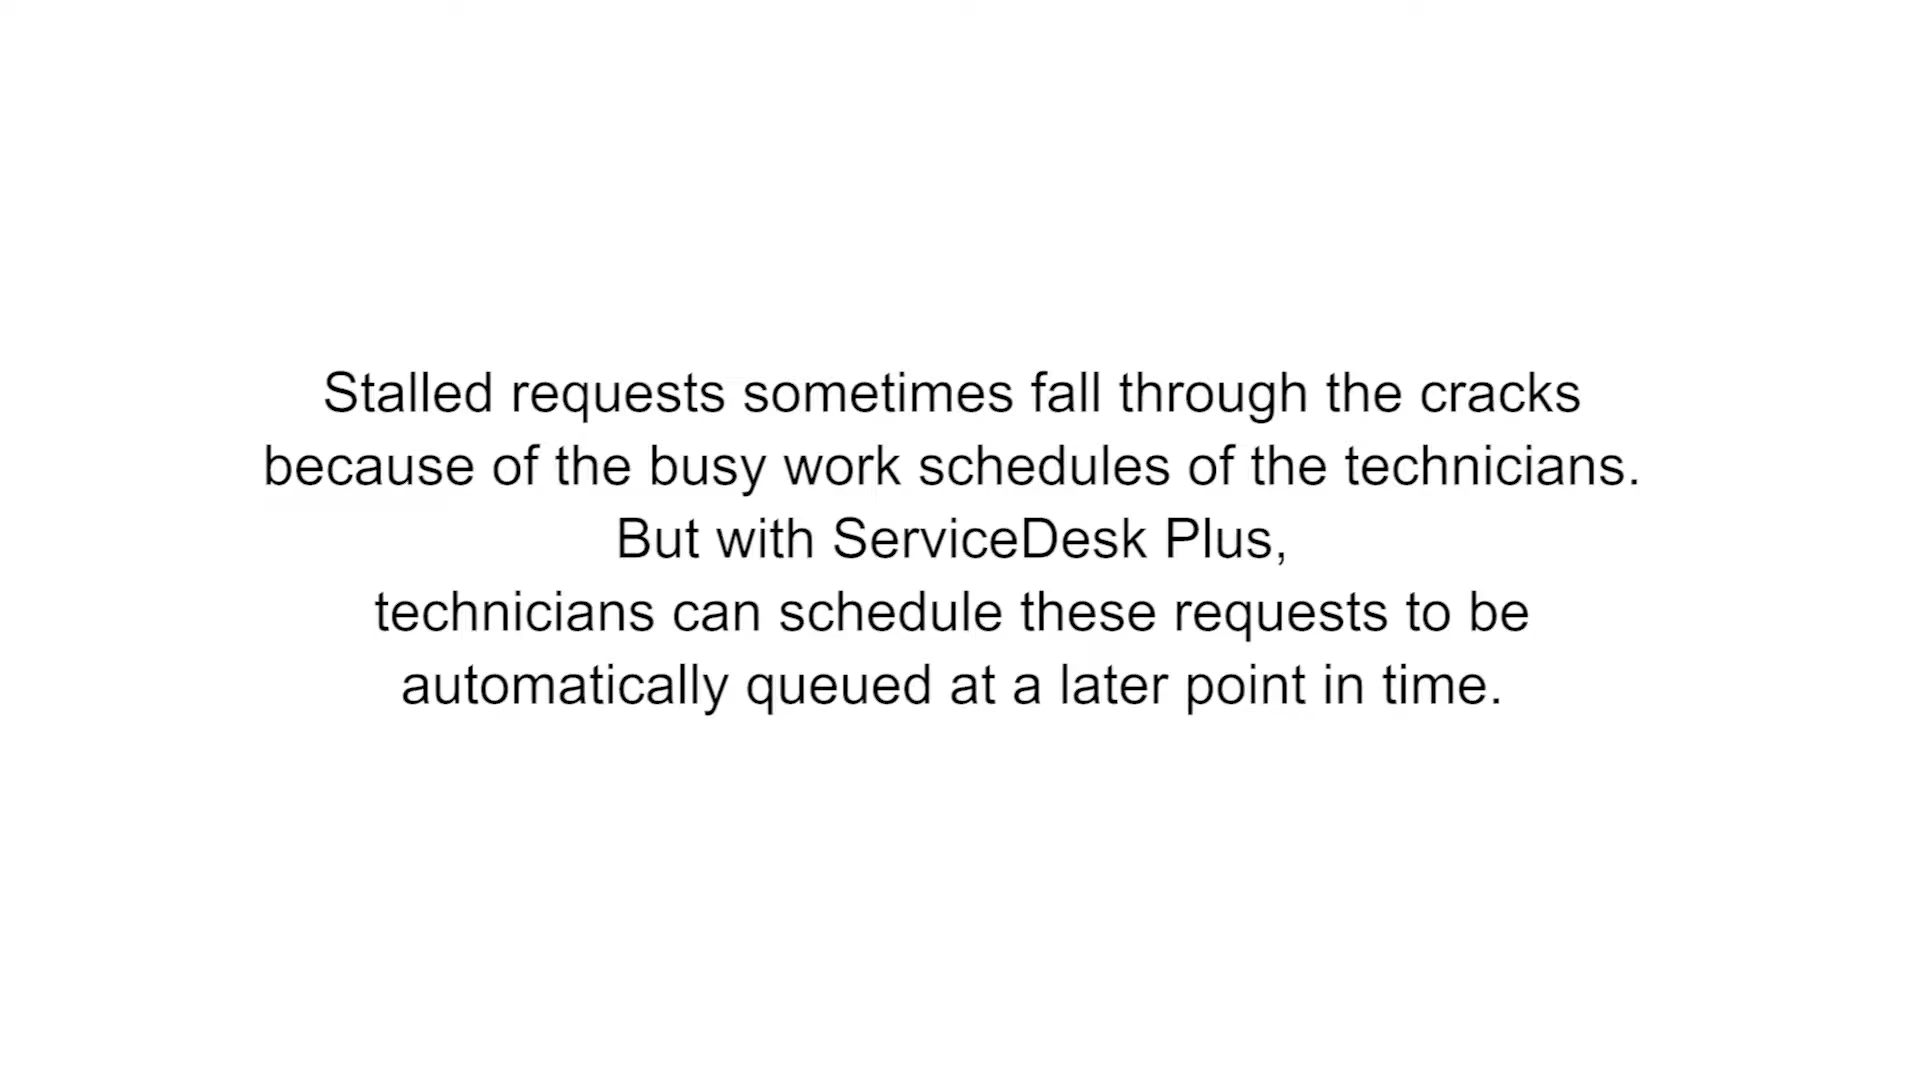 Stalled requests sometimes fall through the cracks
because of the busy work schedules of the technicians.
But with ServiceDesk Plus,
technicians can schedule these requests to be
automatically queued at a later point in time.